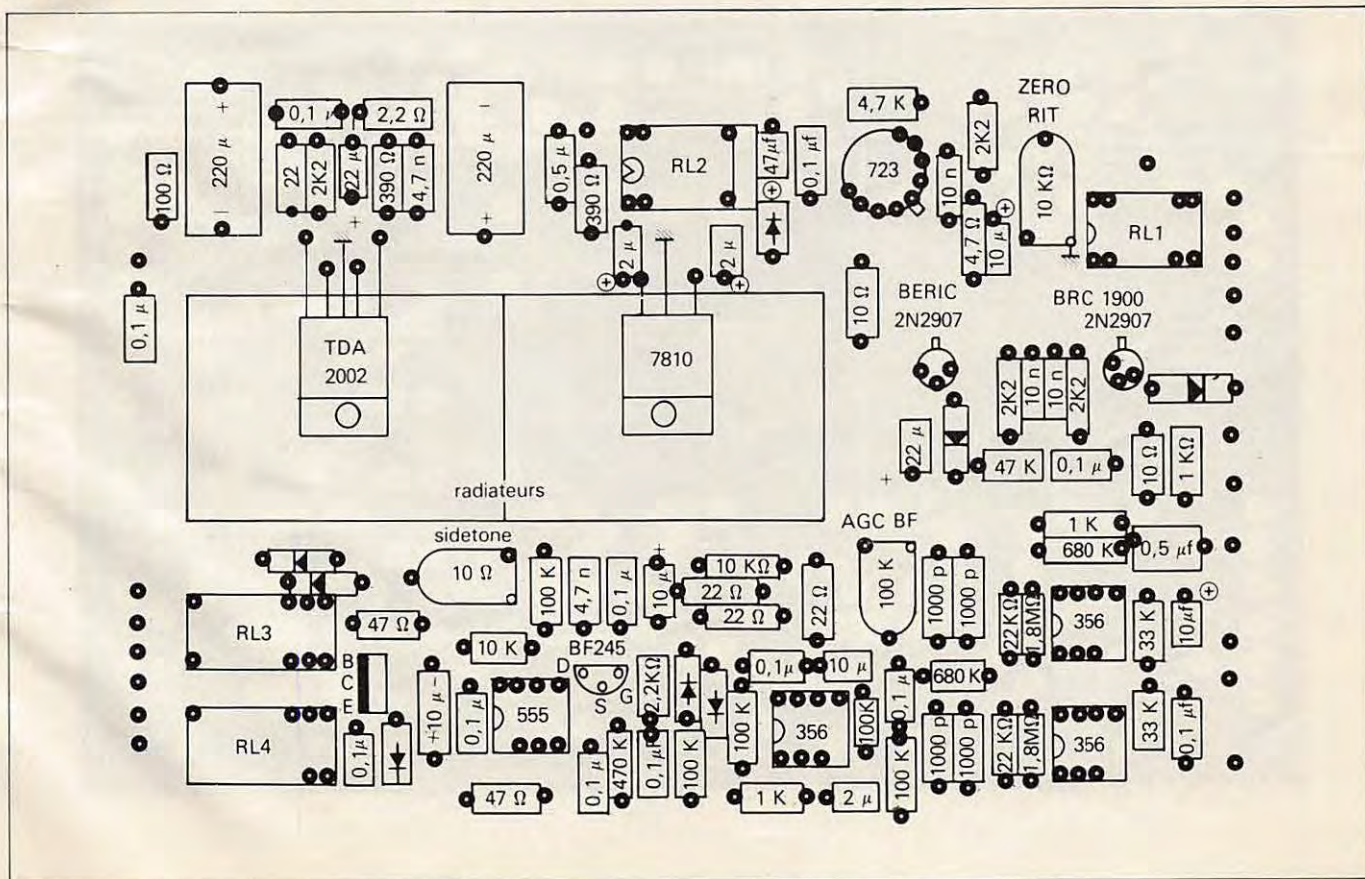 220 µ + –
0,1 µ
2,2 Ω
220 µ – +
100 Ω
22
2K2
22 µ +
390 Ω
4,7 n
0,5 µ
390 Ω
RL2
47µf +
0,1 µf
4,7 K
723
10 n
2K2
4,7 Ω
10 µ +
ZERO
RIT
10 KΩ
RL1
2 µ +
2 µ +
0,1 µ
TDA
2002
7810
radiateurs
10 Ω
BERIC
2N2907
BRC 1900
2N2907
2K2
10 n
10 n
2K2
22 µ +
47 K
0,1 µ
10 Ω
1 KΩ
1 K
680 K
0,5 µf
sidetone
10 Ω
100 K
4,7 n
0,1 µ
10 µ +
10 KΩ
22 Ω
22 Ω
22 Ω
AGC BF
100 K
1000 p
1000 p
22 KΩ
1,8MΩ
356
33 K
10µf +
RL3
47 Ω
10 K
BF245
D
S
G
B
C
E
+10 µ –
0,1 µ
555
2,2KΩ
0,1µ
10 µ
680 K
RL4
0,1µ
47 Ω
0,1 µ
470 K
0,1µF
100 K
100 K
356
100K
0,1 µ
100 K
1 K
2 µ
1000 p
1000 p
22 KΩ
1,8MΩ
356
33 K
0,1 µf